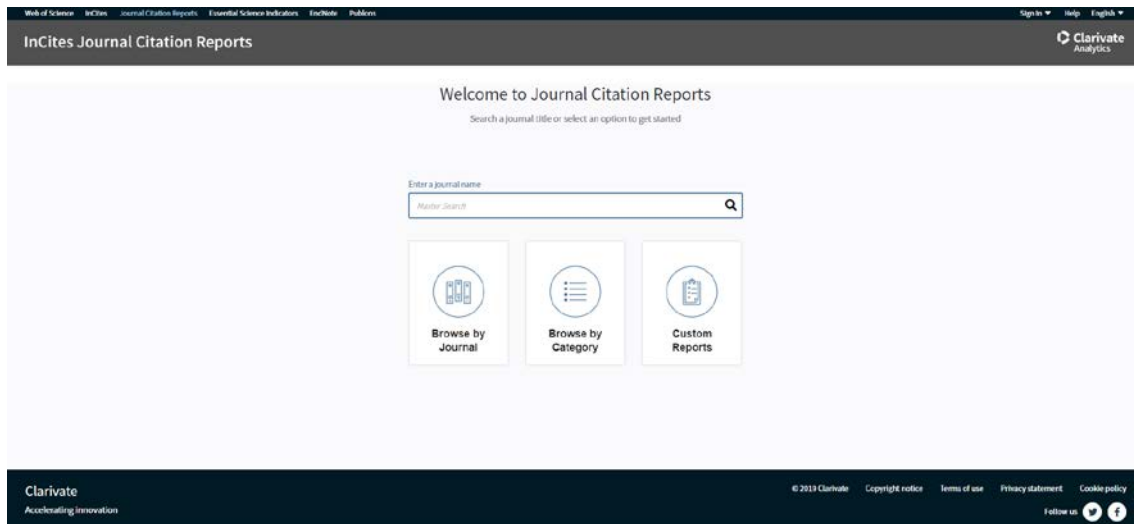 Web of Science InCites Journal Citation Reports Essential Science Indicators EndNote Publons Sign In Help English
InCites Journal Citation Reports
Clarivate
Analytics
Welcome to Journal Citation Reports
Search a journal title or select an option to get started
Enter a journal name
Master Search
Browse by
Journal
Browse by
Category
Custom
Reports
Clarivate
Accelerating innovation
© 2019 Clarivate Copyright notice Terms of use Privacy statement Cookie policy
Follow us